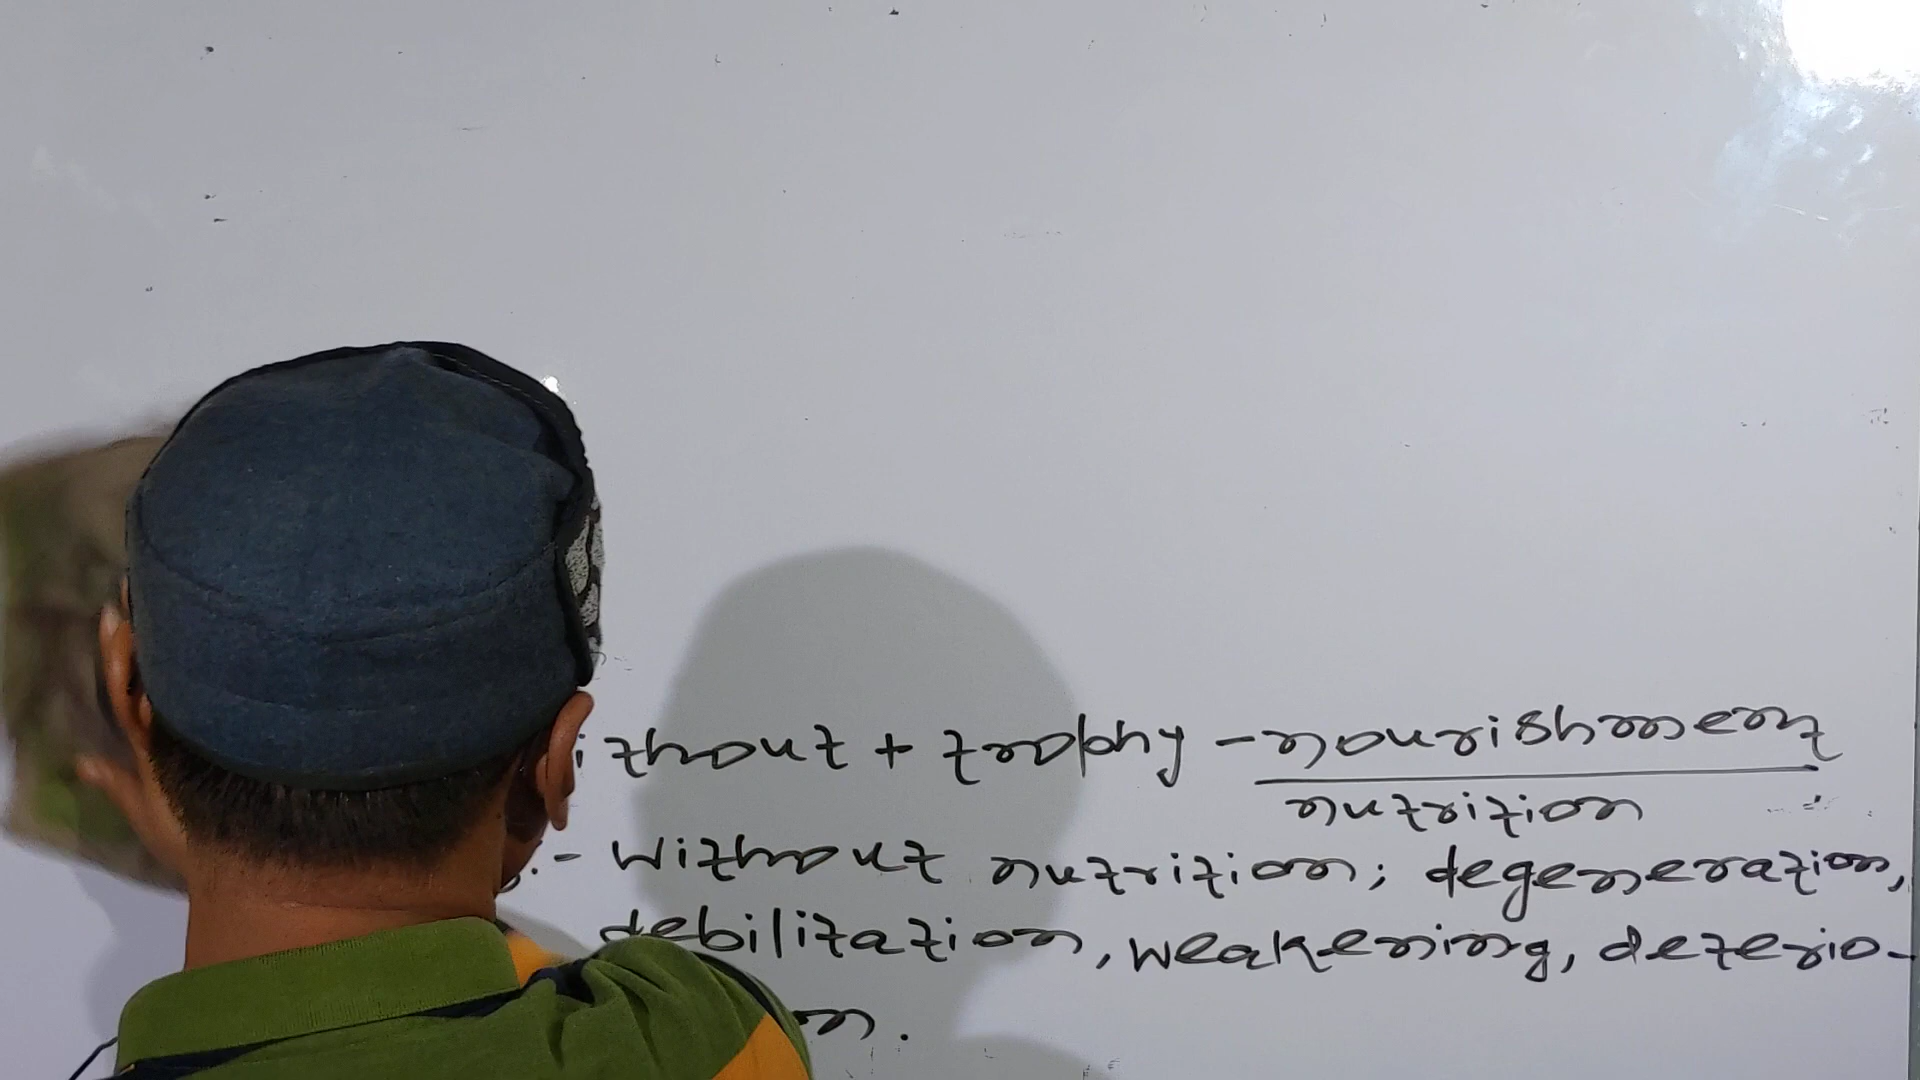 ithout + trophy - nourishment
nutrition
- without nutrition; degeneration,
debilitation, weakening, deterio-
n.